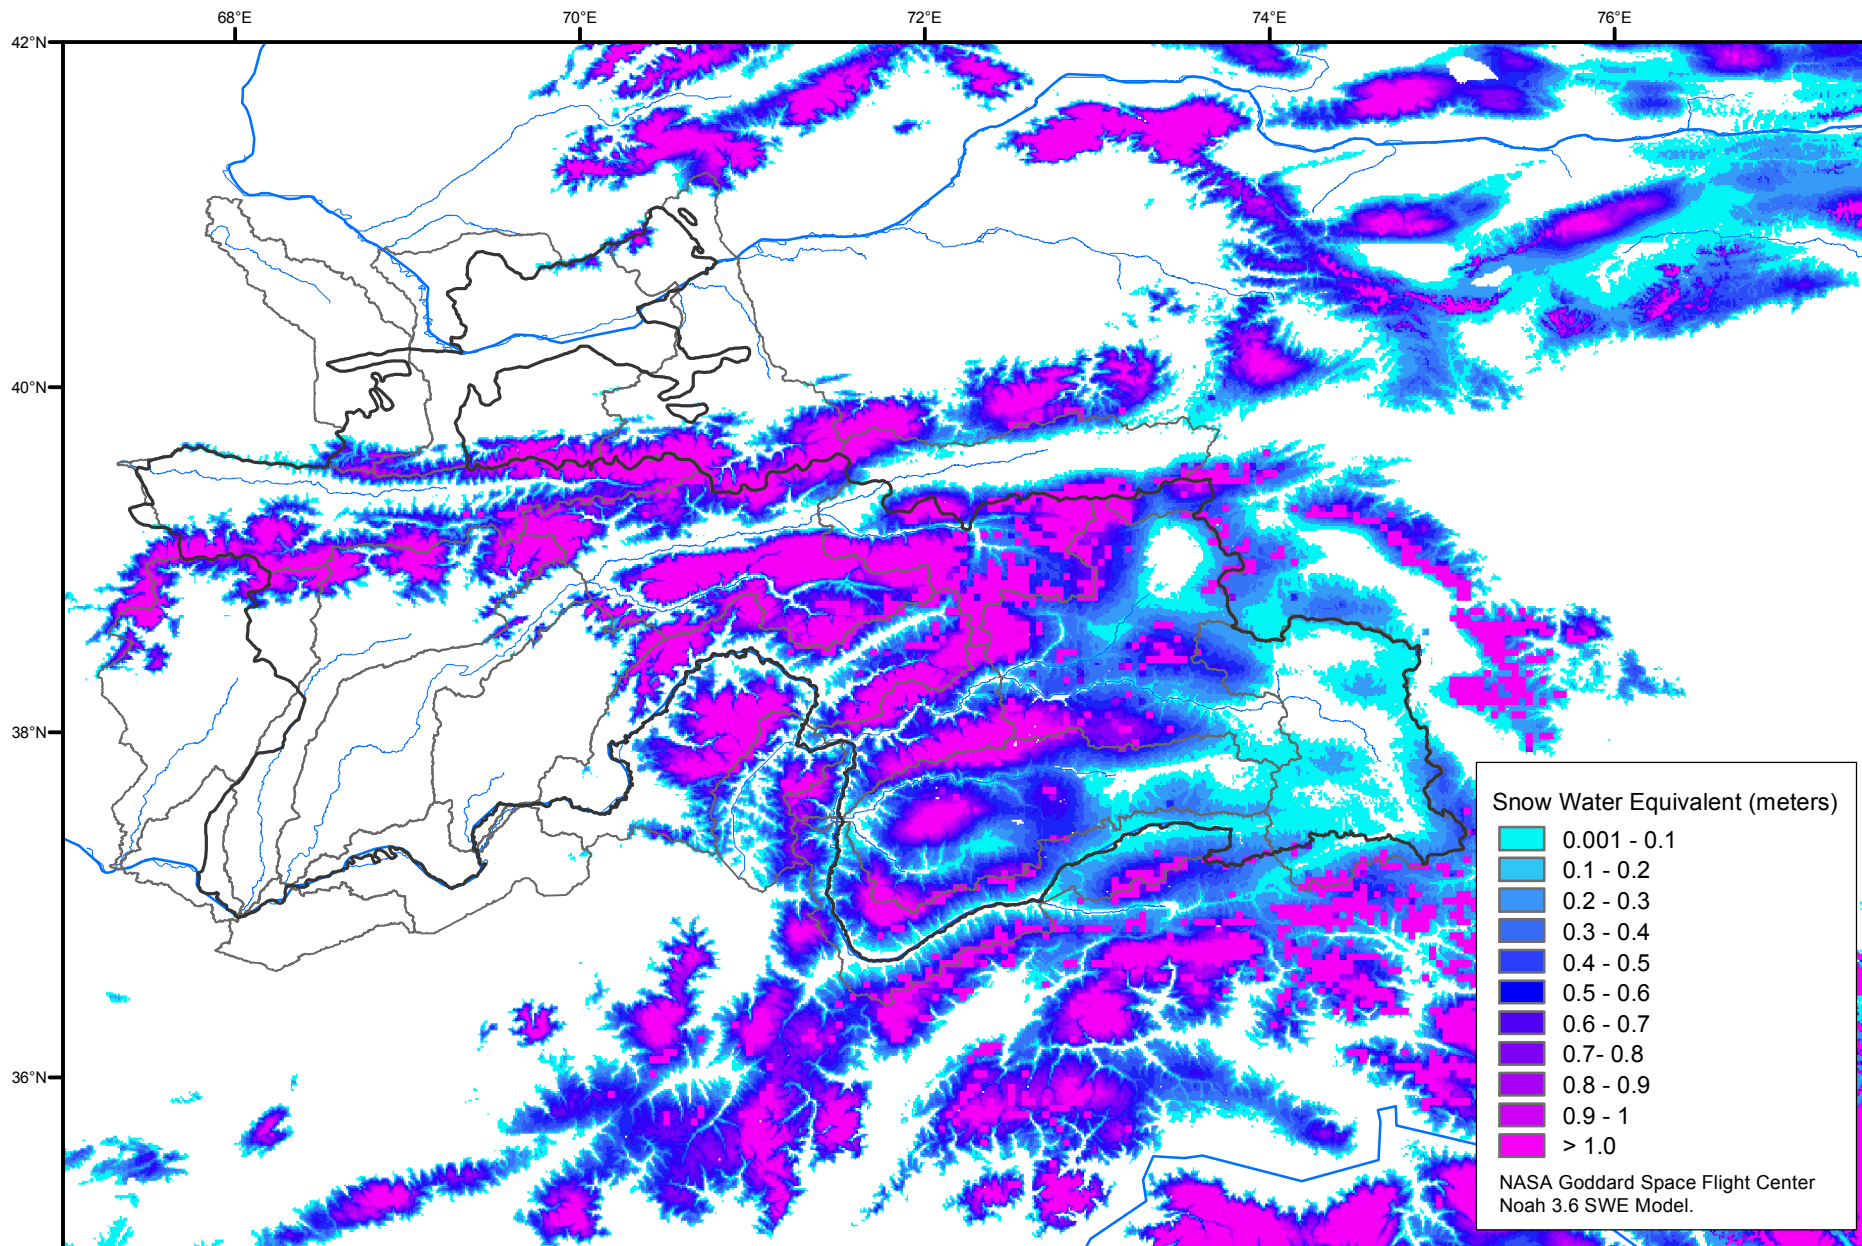 68°E
70°E
72°E
74°E
76°E
42°N
40°N
38°N
36°N
Snow Water Equivalent (meters)
0.001 - 0.1
0.1 - 0.2
0.2 - 0.3
0.3 - 0.4
0.4 - 0.5
0.5 - 0.6
0.6 - 0.7
0.7- 0.8
0.8 - 0.9
0.9 - 1
> 1.0
NASA Goddard Space Flight Center
Noah 3.6 SWE Model.